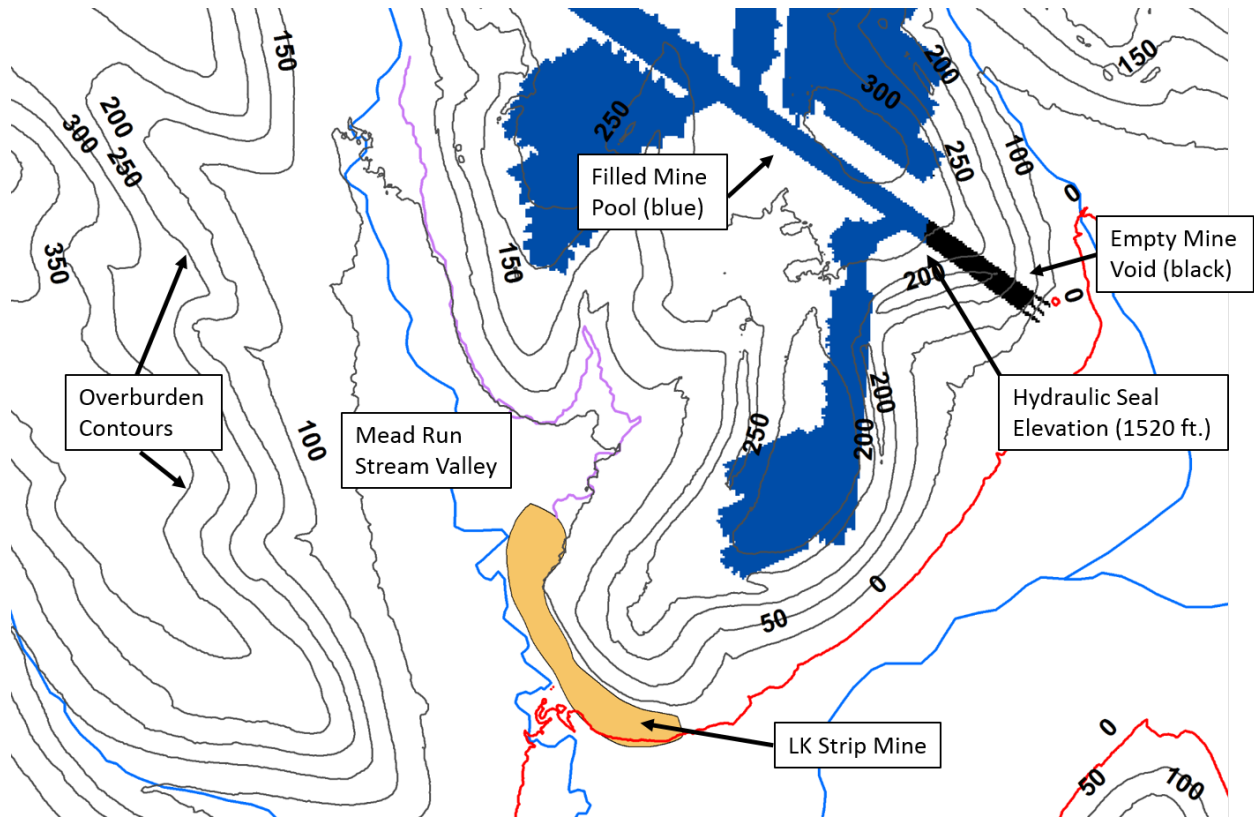 150
200
150
200
300
250
300
250
250
100
Filled Mine
Pool (blue)
0
Empty Mine
Void (black)
150
350
200
0
Overburden
Contours
Hydraulic Seal
Elevation (1520 ft.)
200
100
Mead Run
Stream Valley
250
200
0
50
LK Strip Mine
0
50
100